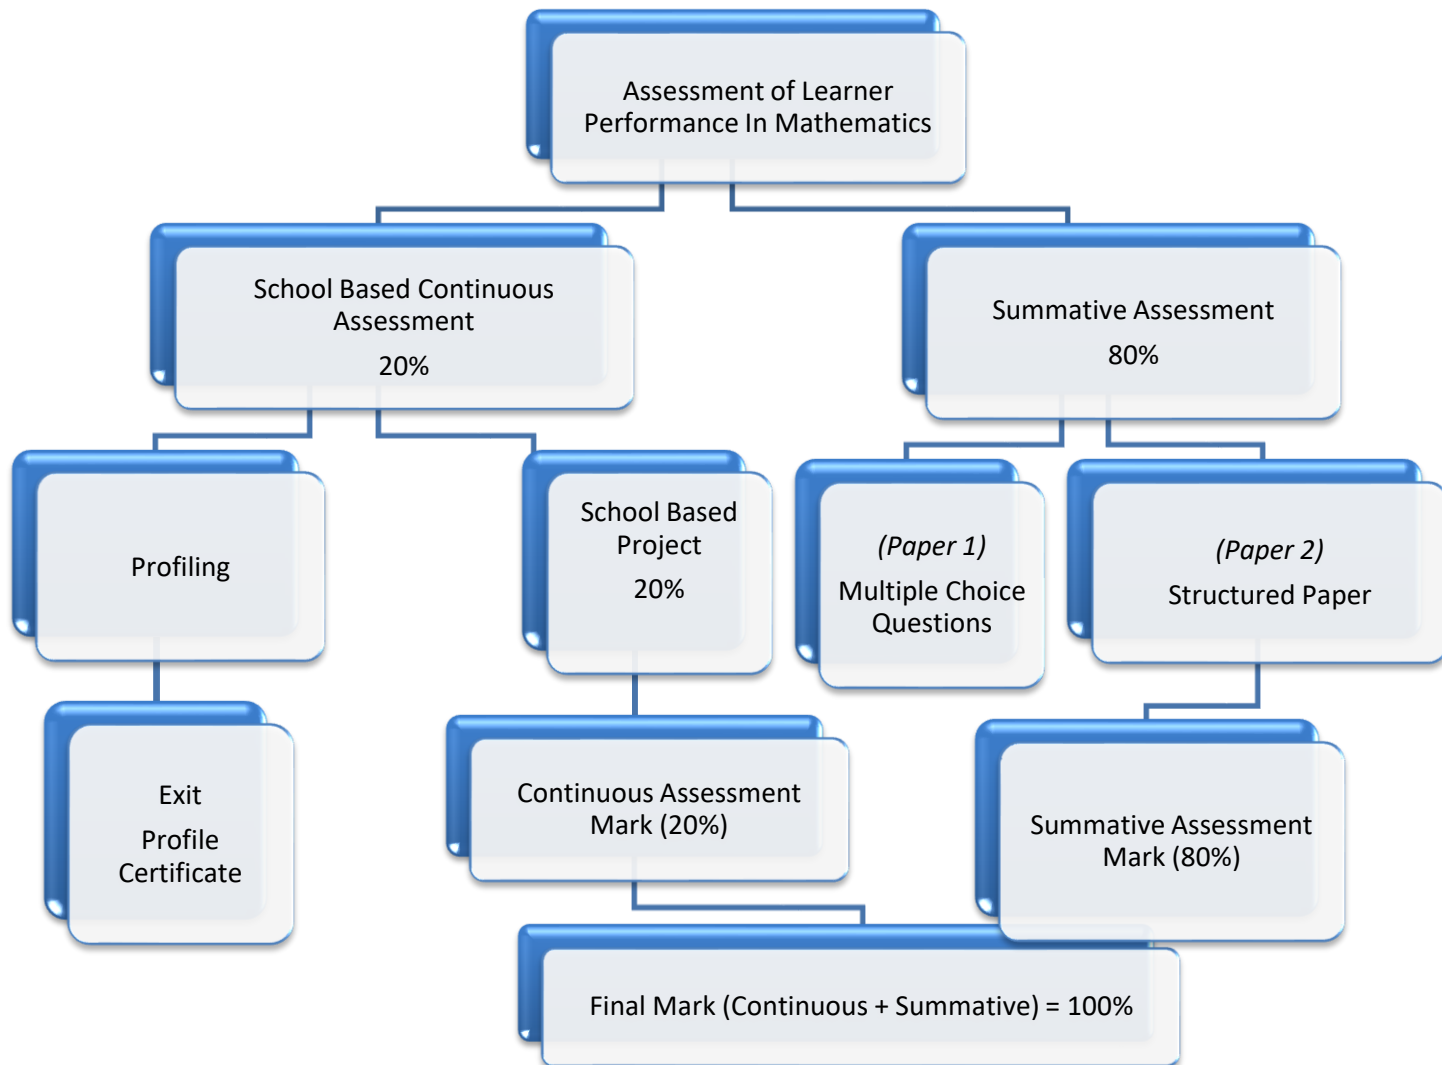 Assessment of Learner
Performance In Mathematics
School Based Continuous
Assessment
20%
Summative Assessment
80%
Profiling
School Based
Project
20%
(Paper 1)
Multiple Choice
Questions
(Paper 2)
Structured Paper
Exit
Profile
Certificate
Continuous Assessment
Mark (20%)
Summative Assessment
Mark (80%)
Final Mark (Continuous + Summative) = 100%